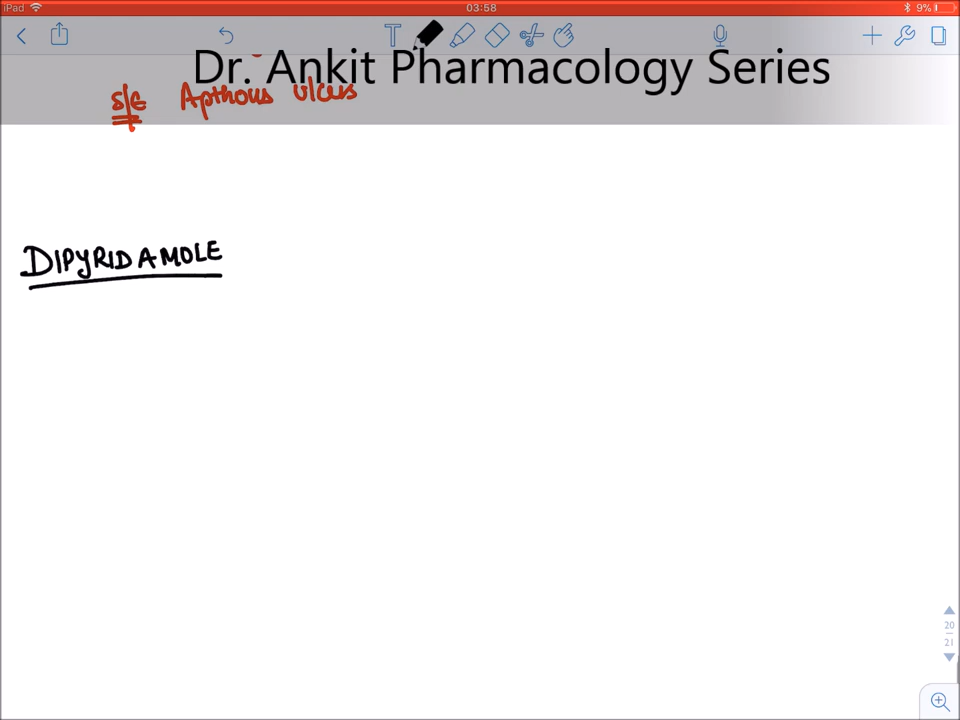 iPad 03:58 9%
Dr. Ankit Pharmacology Series
S/E Apthous ulcers
DIPYRIDAMOLE
20
21